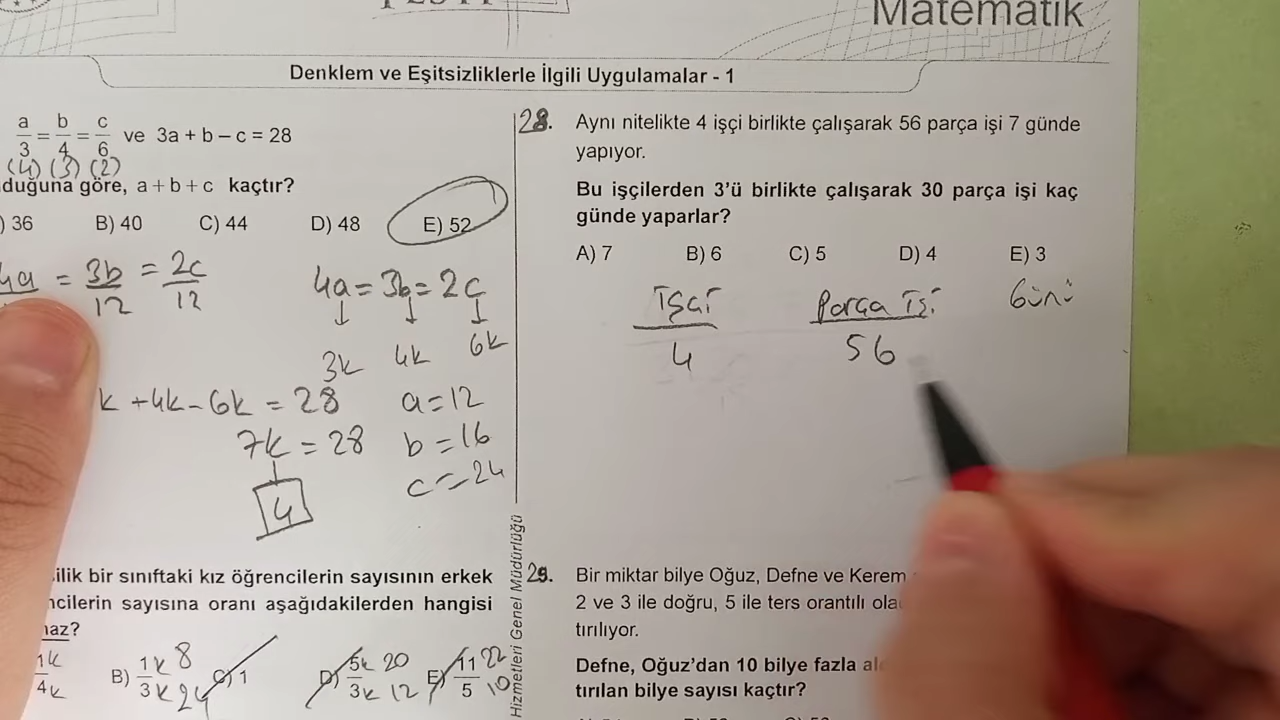 Matematik
Denklem ve Eşitsizliklerle İlgili Uygulamalar - 1
a/3 = b/4 = c/6 ve 3a + b – c = 28
(4) (3) (2)
duğuna göre, a + b + c kaçtır?
) 36 B) 40 C) 44 D) 48 E) 52
4a = 3b/12 = 2c/12
4a = 3b = 2c
3k 4k 6k
k + 4k - 6k = 28
a = 12
7k = 28
b = 16
4
c = 24
ilik bir sınıftaki kız öğrencilerin sayısının erkek
ncilerin sayısına oranı aşağıdakilerden hangisi
maz?
1k/4k B) 1k/3k 8/24 C) 1 D) 5k/3k 20/12 E) 11/5 22/10
Hizmetleri Genel Müdürlüğü
28. Aynı nitelikte 4 işçi birlikte çalışarak 56 parça işi 7 günde
yapıyor.
Bu işçilerden 3'ü birlikte çalışarak 30 parça işi kaç
günde yaparlar?
A) 7 B) 6 C) 5 D) 4 E) 3
İşçi Parça İşi Günü
4 56
29. Bir miktar bilye Oğuz, Defne ve Kerem
2 ve 3 ile doğru, 5 ile ters orantılı ola
tırılıyor.
Defne, Oğuz'dan 10 bilye fazla al
tırılan bilye sayısı kaçtır?